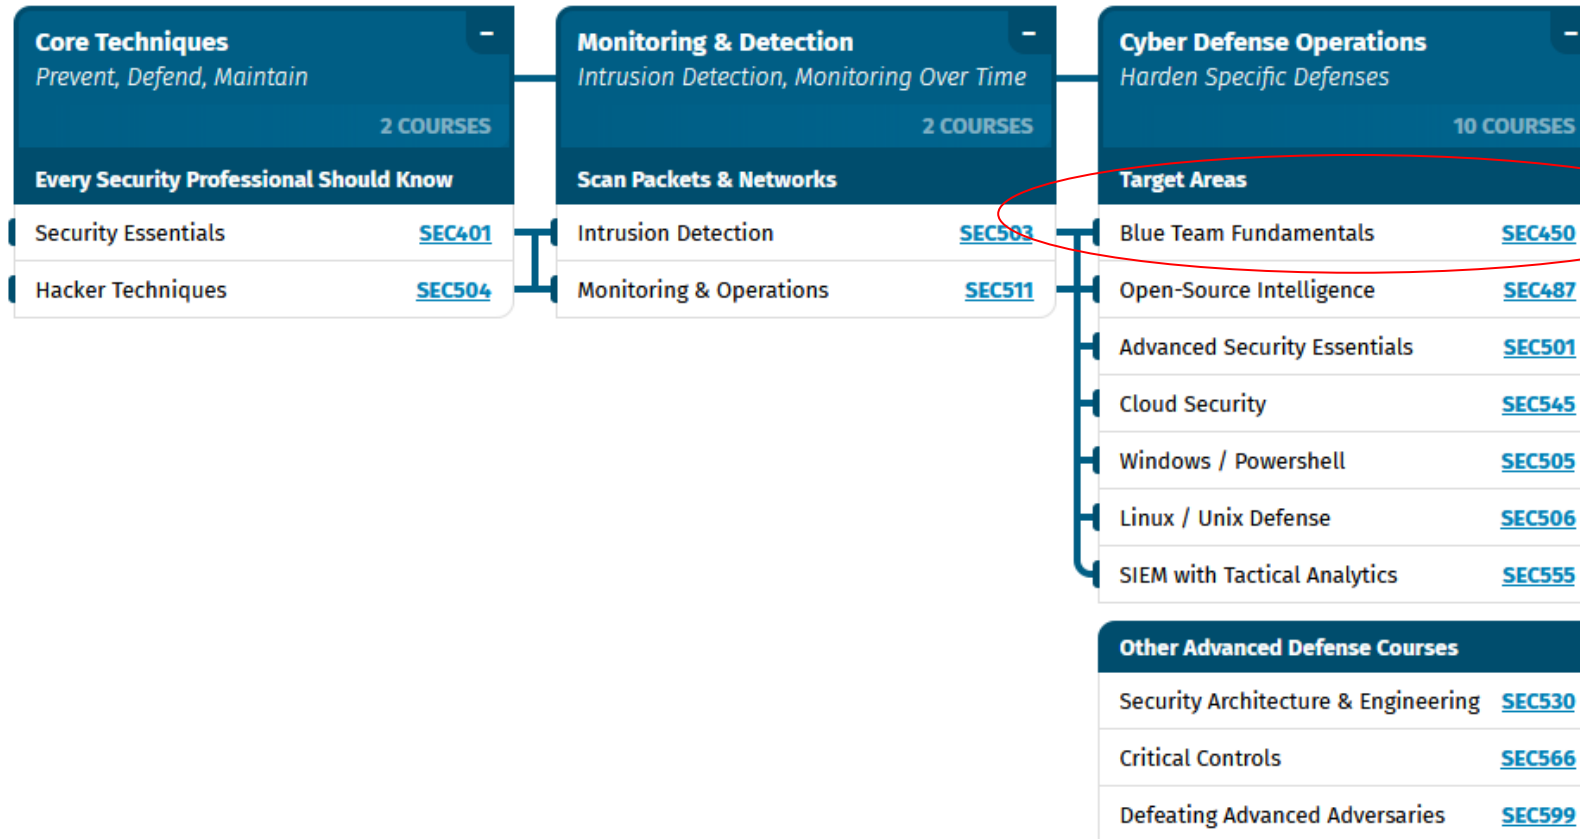 Core Techniques
–
Prevent, Defend, Maintain
2 COURSES
Every Security Professional Should Know
Security Essentials SEC401
Hacker Techniques SEC504
Monitoring & Detection
–
Intrusion Detection, Monitoring Over Time
2 COURSES
Scan Packets & Networks
Intrusion Detection SEC503
Monitoring & Operations SEC511
Cyber Defense Operations
–
Harden Specific Defenses
10 COURSES
Target Areas
Blue Team Fundamentals SEC450
Open-Source Intelligence SEC487
Advanced Security Essentials SEC501
Cloud Security SEC545
Windows / Powershell SEC505
Linux / Unix Defense SEC506
SIEM with Tactical Analytics SEC555
Other Advanced Defense Courses
Security Architecture & Engineering SEC530
Critical Controls SEC566
Defeating Advanced Adversaries SEC599